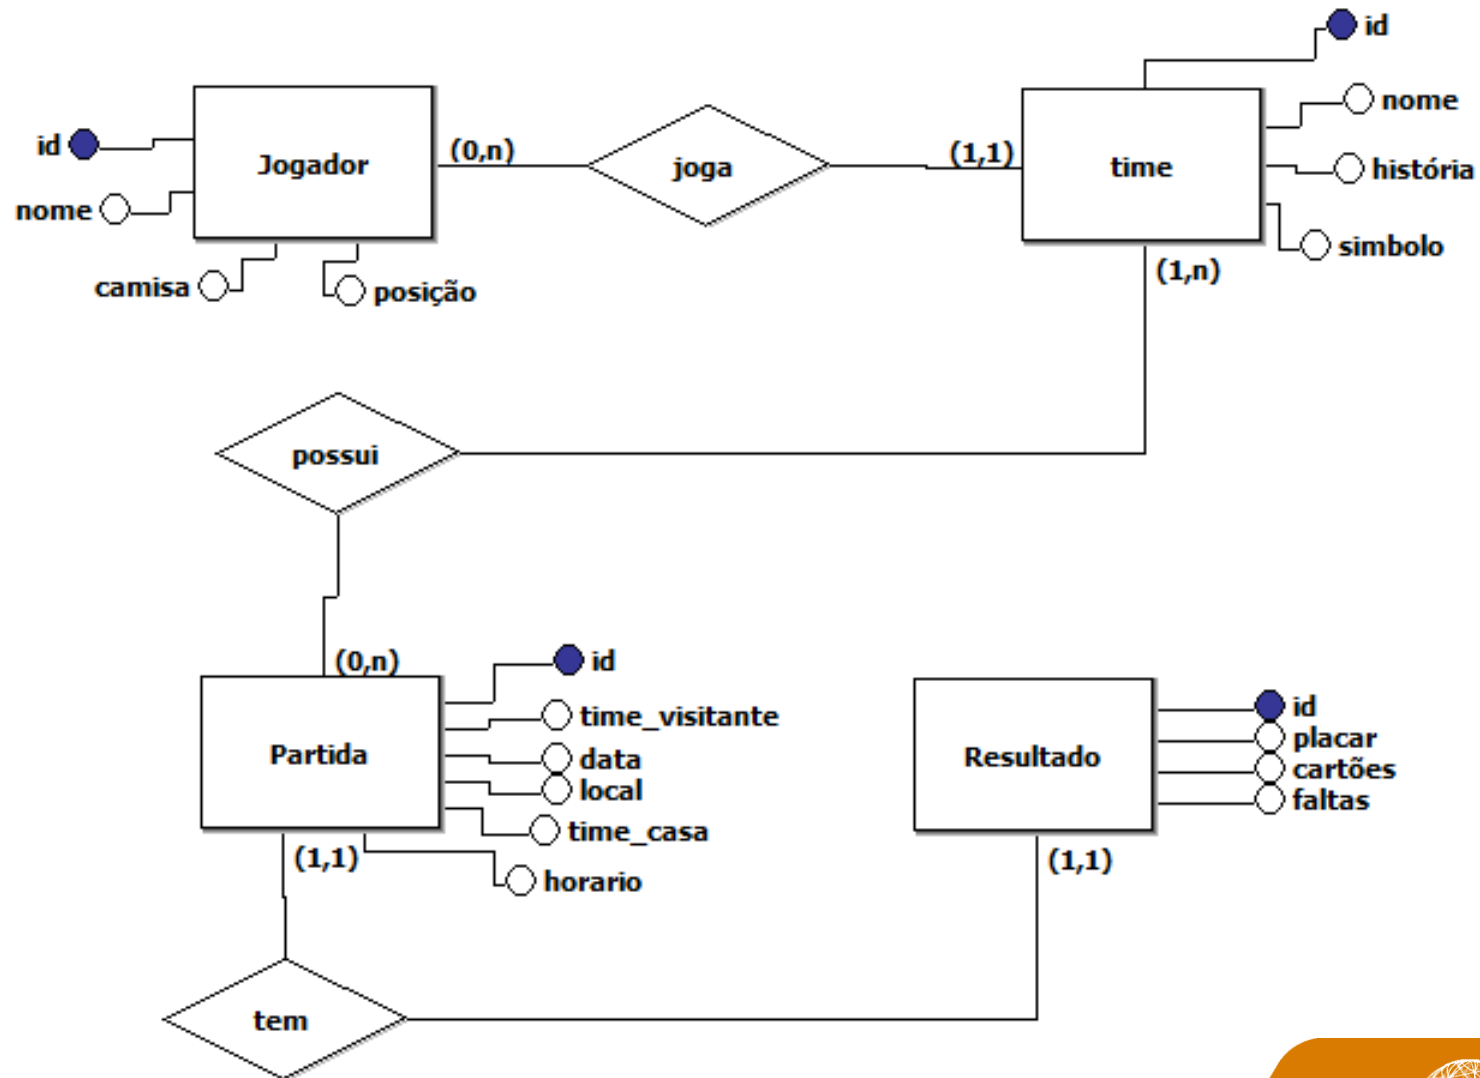 id
nome
história
simbolo
time
(1,1)
(1,n)
joga
(0,n)
Jogador
id
nome
camisa
posição
possui
(0,n)
Partida
id
time_visitante
data
local
time_casa
horario
(1,1)
Resultado
id
placar
cartões
faltas
(1,1)
tem